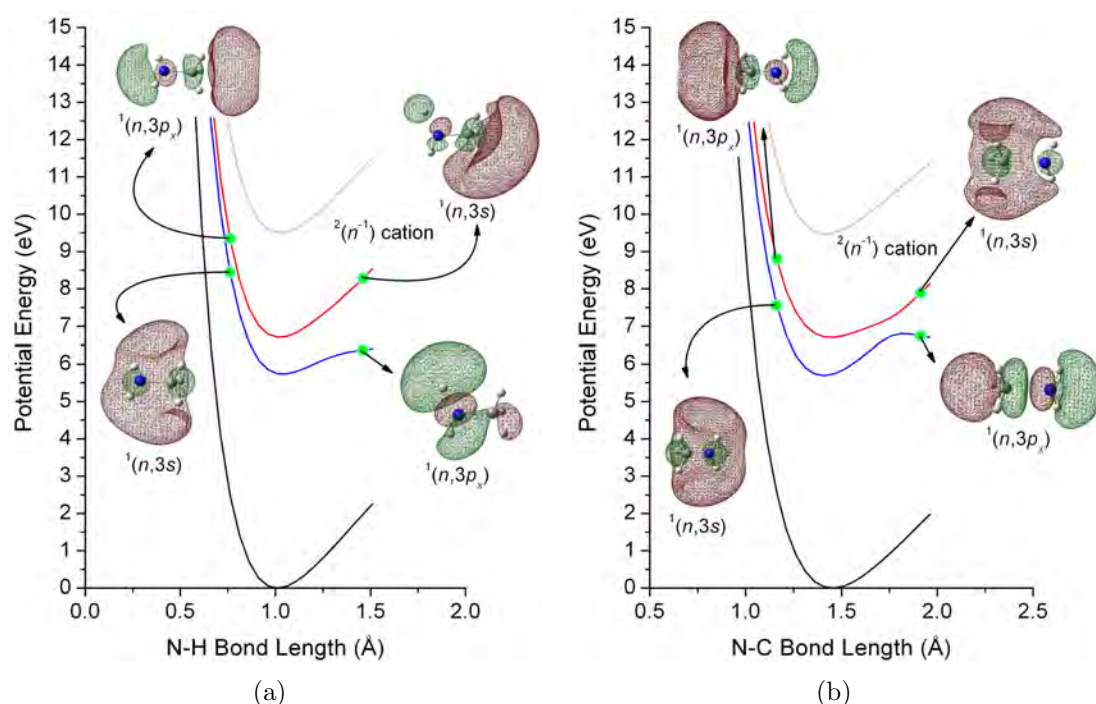 15
14
13
12
11
10
9
8
7
6
5
4
3
2
1
0
Potential Energy (eV)
0.0 0.5 1.0 1.5 2.0
N-H Bond Length (Å)
¹(n,3pₓ)
¹(n,3s)
²(n⁻¹) cation
¹(n,3s)
¹(n,3pₓ)
(a)
15
14
13
12
11
10
9
8
7
6
5
4
3
2
1
0
Potential Energy (eV)
0.5 1.0 1.5 2.0 2.5
N-C Bond Length (Å)
¹(n,3pₓ)
¹(n,3s)
²(n⁻¹) cation
¹(n,3pₓ)
¹(n,3s)
(b)